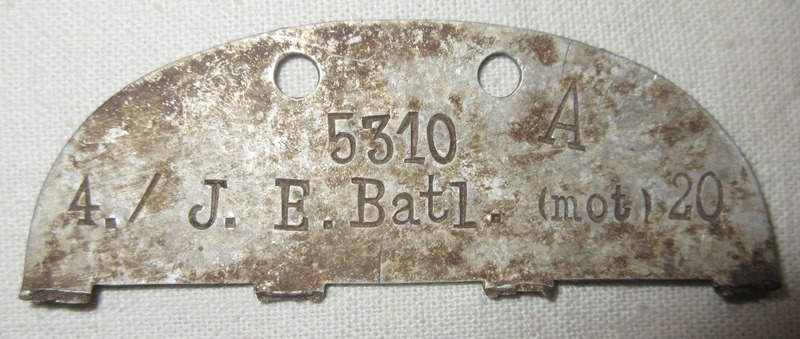 5310 A
4./ J. E. Batl. (mot) 20